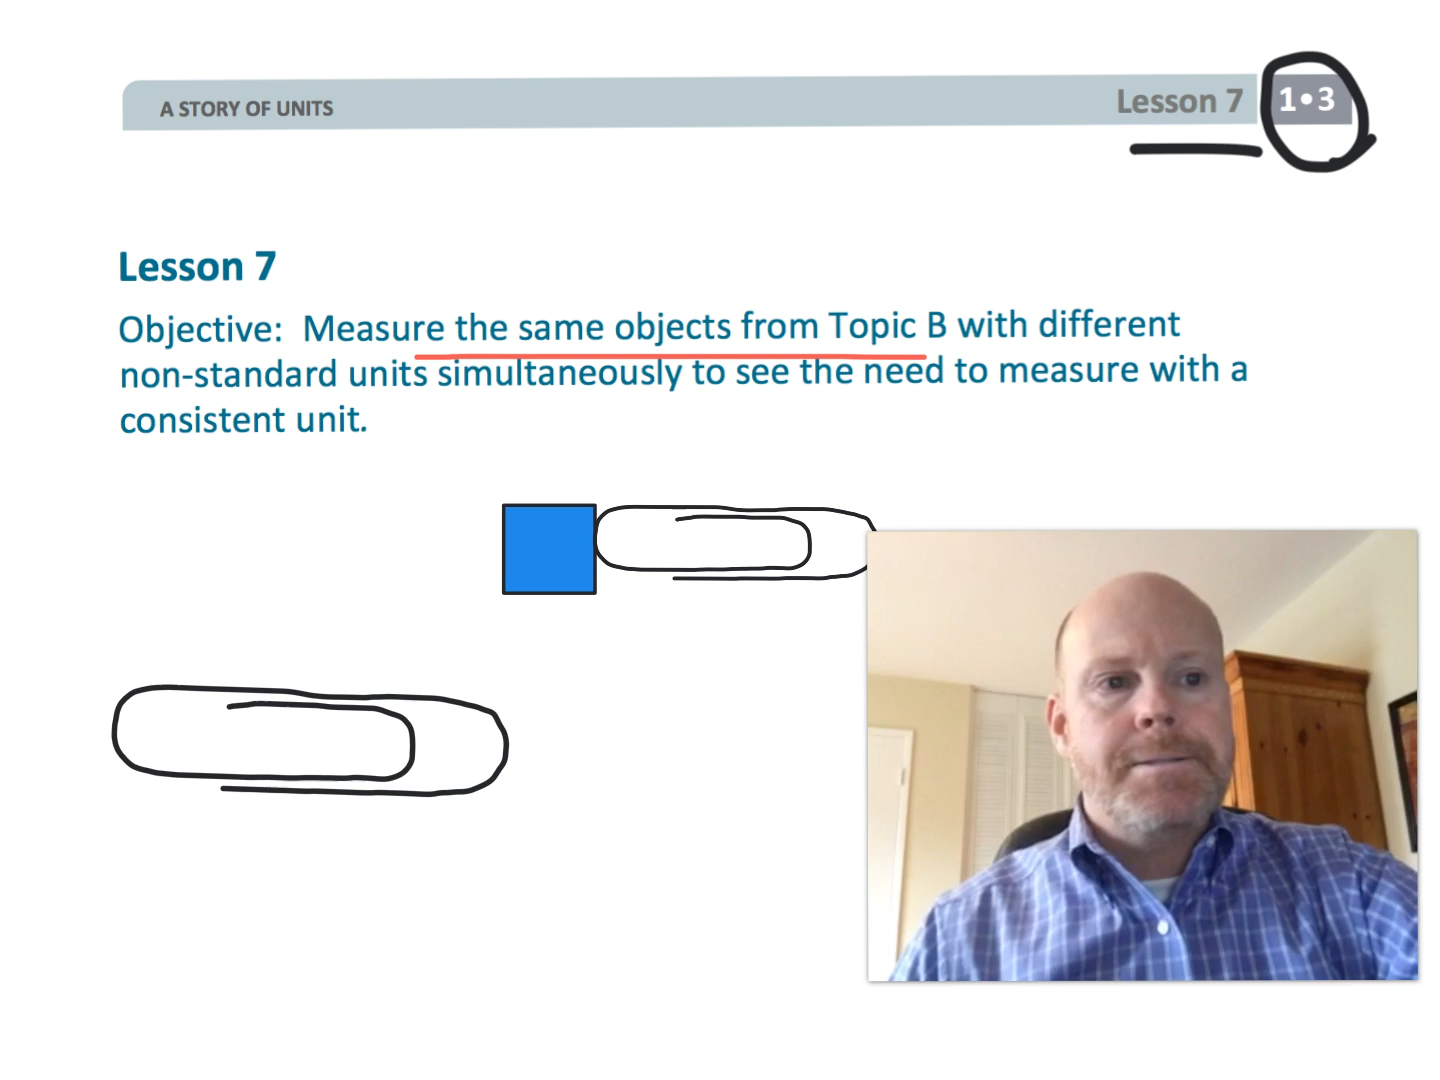 A STORY OF UNITS
Lesson 7
1•3
Lesson 7
Objective:  Measure the same objects from Topic B with different
non-standard units simultaneously to see the need to measure with a
consistent unit.